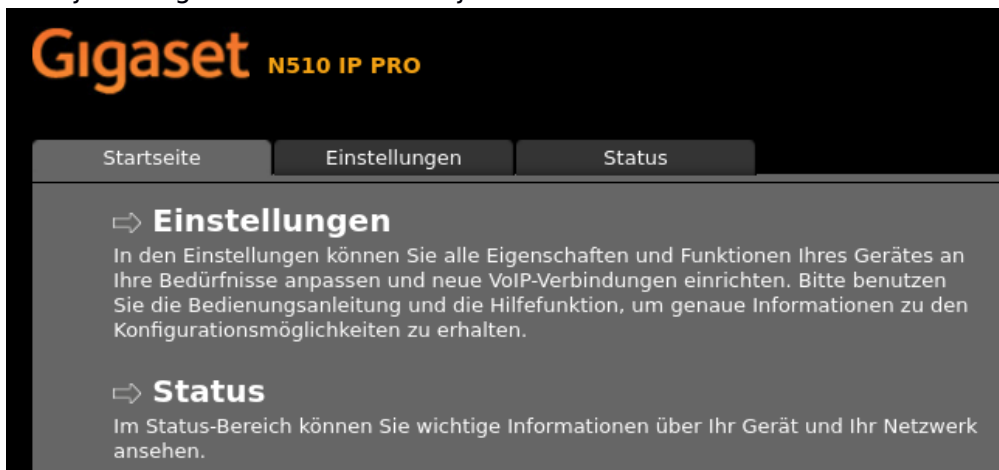 Gigaset N510 IP PRO
Startseite Einstellungen Status
⇨ Einstellungen
In den Einstellungen können Sie alle Eigenschaften und Funktionen Ihres Gerätes an
Ihre Bedürfnisse anpassen und neue VoIP-Verbindungen einrichten. Bitte benutzen
Sie die Bedienungsanleitung und die Hilfefunktion, um genaue Informationen zu den
Konfigurationsmöglichkeiten zu erhalten.
⇨ Status
Im Status-Bereich können Sie wichtige Informationen über Ihr Gerät und Ihr Netzwerk
ansehen.